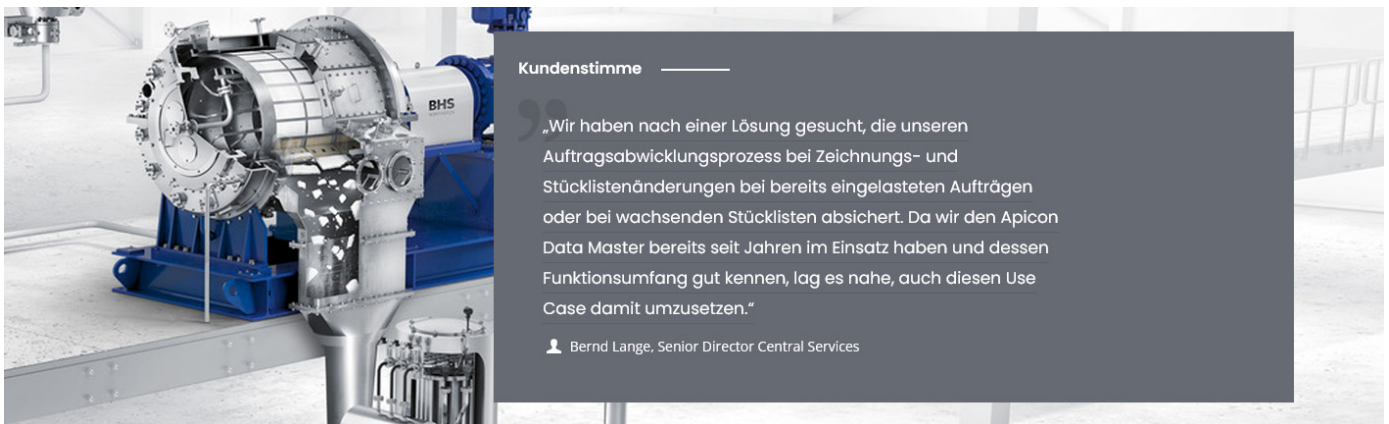 Kundenstimme
„Wir haben nach einer Lösung gesucht, die unseren
Auftragsabwicklungsprozess bei Zeichnungs- und
Stücklistenänderungen bei bereits eingelasteten Aufträgen
oder bei wachsenden Stücklisten absichert. Da wir den Apicon
Data Master bereits seit Jahren im Einsatz haben und dessen
Funktionsumfang gut kennen, lag es nahe, auch diesen Use
Case damit umzusetzen.“
Bernd Lange, Senior Director Central Services
BHS